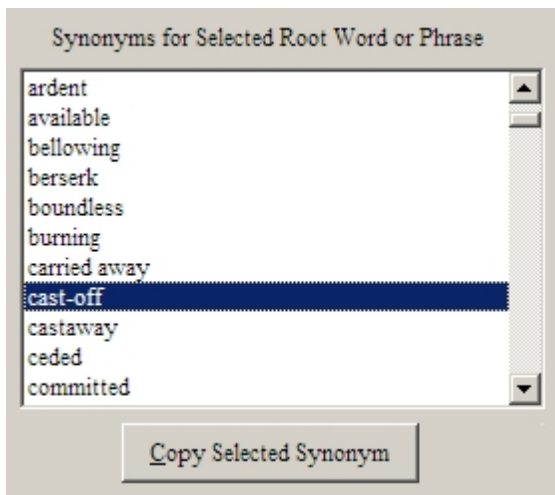 Synonyms for Selected Root Word or Phrase
ardent
available
bellowing
berserk
boundless
burning
carried away
cast-off
castaway
ceded
committed
Copy Selected Synonym